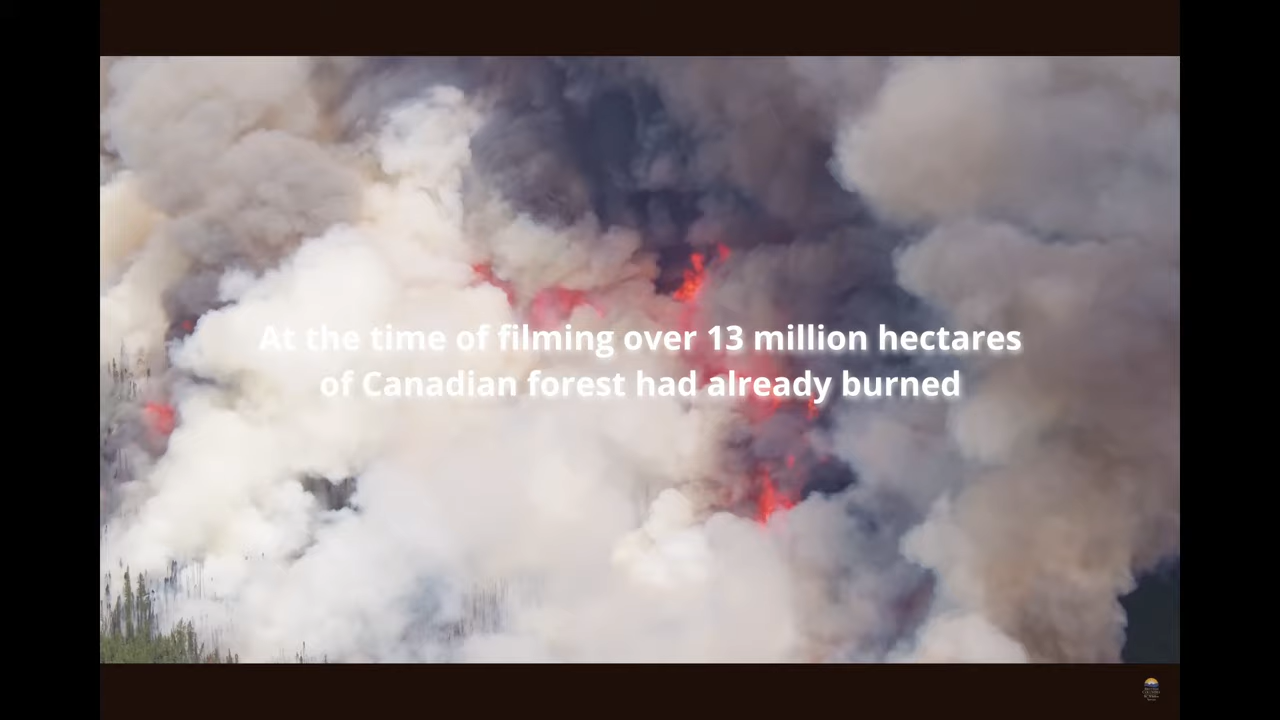 At the time of filming over 13 million hectares
of Canadian forest had already burned